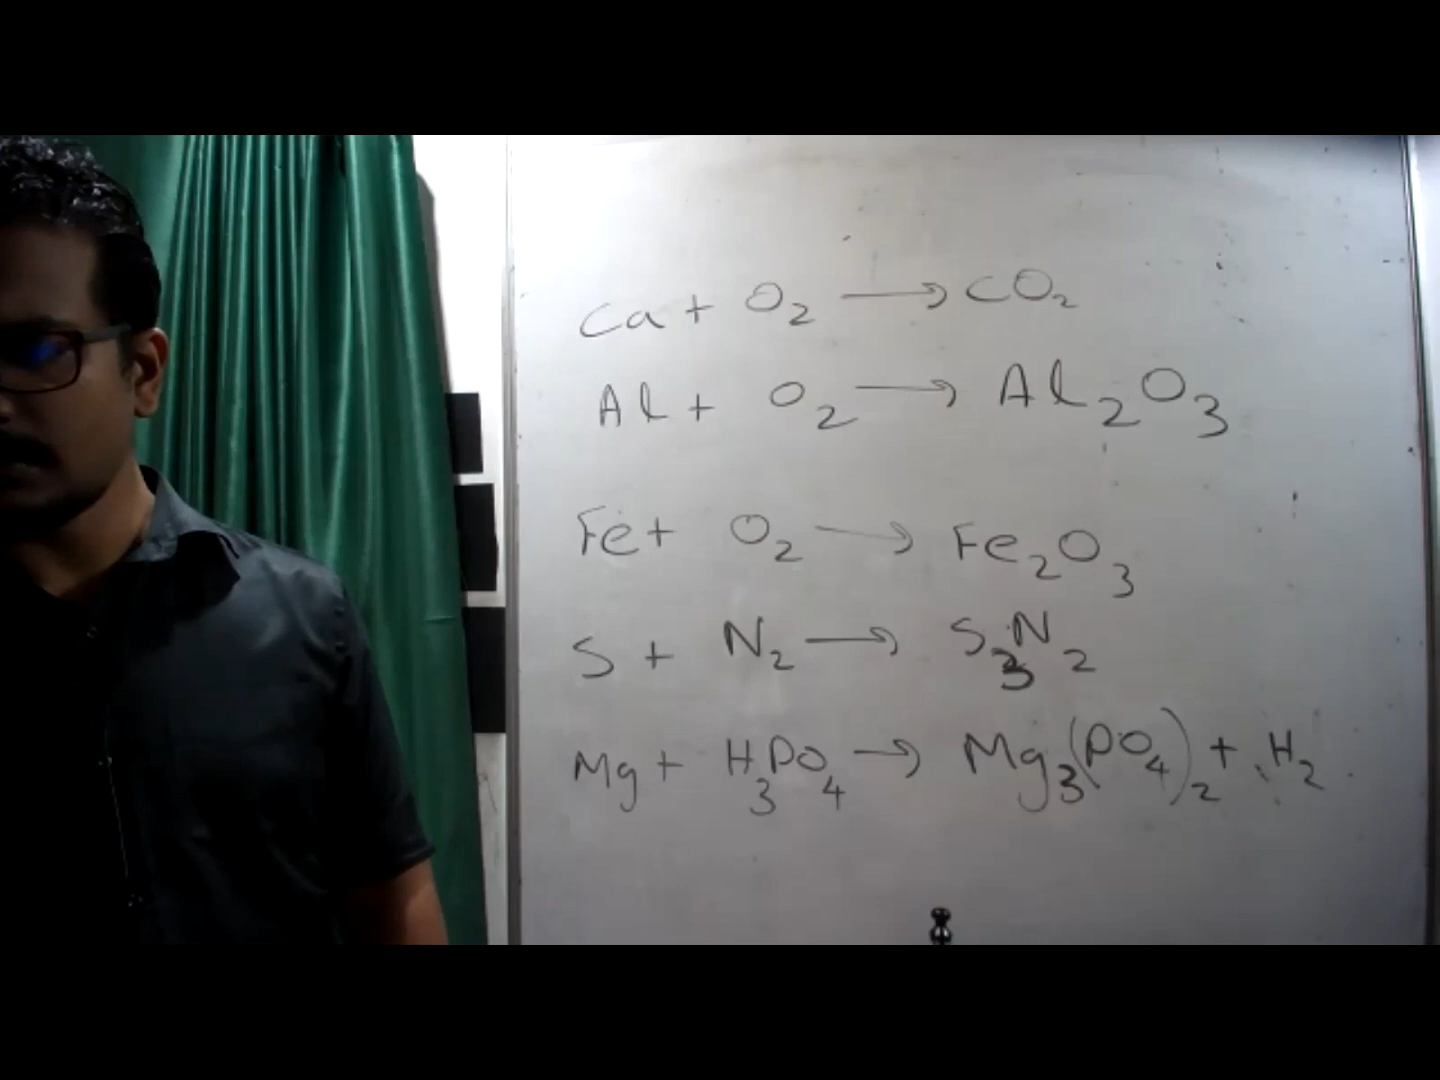 Ca + O₂ → CO₂
Al + O₂ → Al₂O₃
Fe + O₂ → Fe₂O₃
S + N₂ → S₃N₂
Mg + H₃PO₄ → Mg₃(PO₄)₂ + H₂